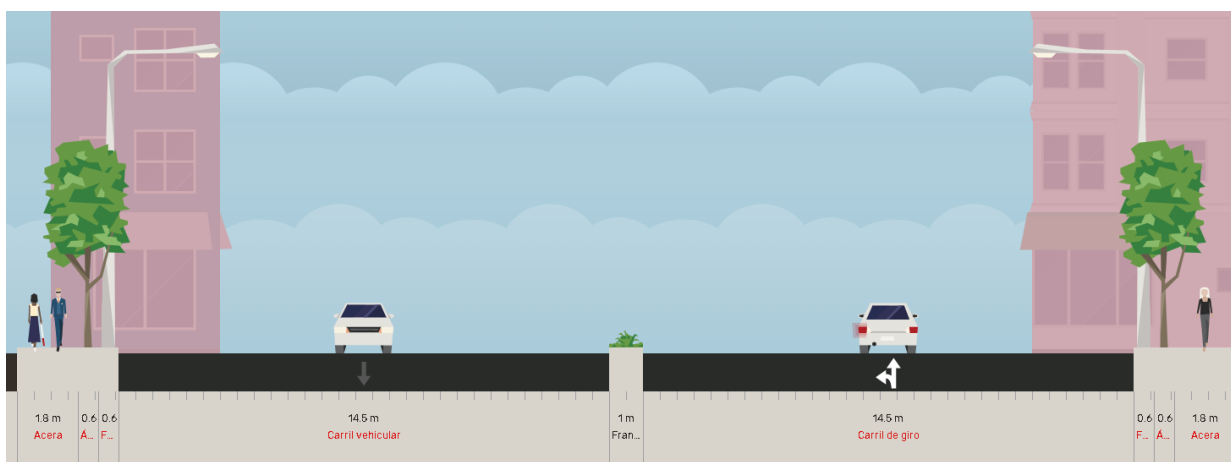 1.8 m
Acera
0.6
Á...
0.6
F...
14.5 m
Carril vehicular
1 m
Fran...
14.5 m
Carril de giro
0.6
F...
0.6
Á...
1.8 m
Acera